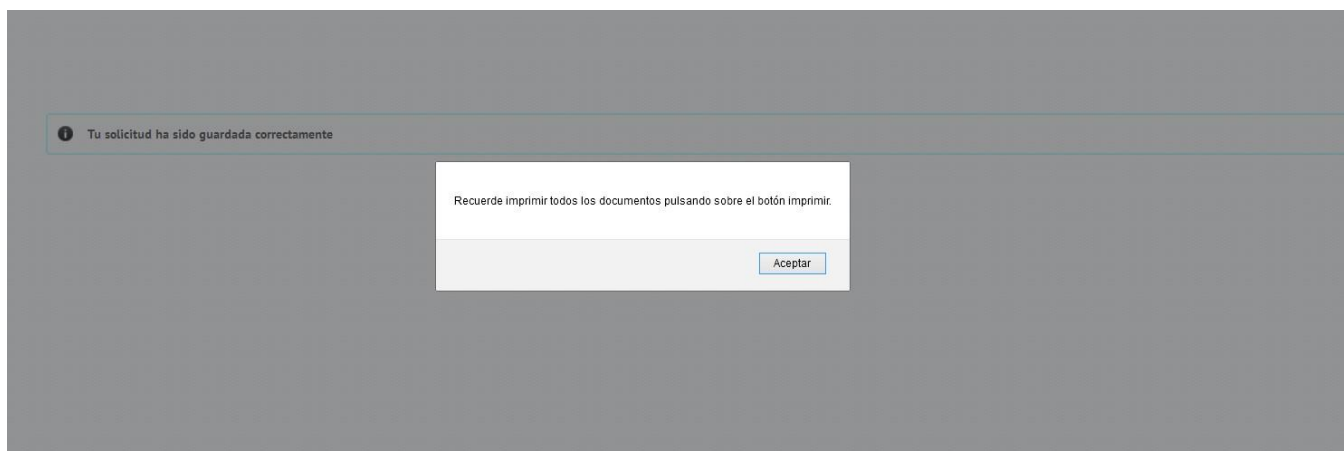 Tu solicitud ha sido guardada correctamente
Recuerde imprimir todos los documentos pulsando sobre el botón imprimir.
Aceptar